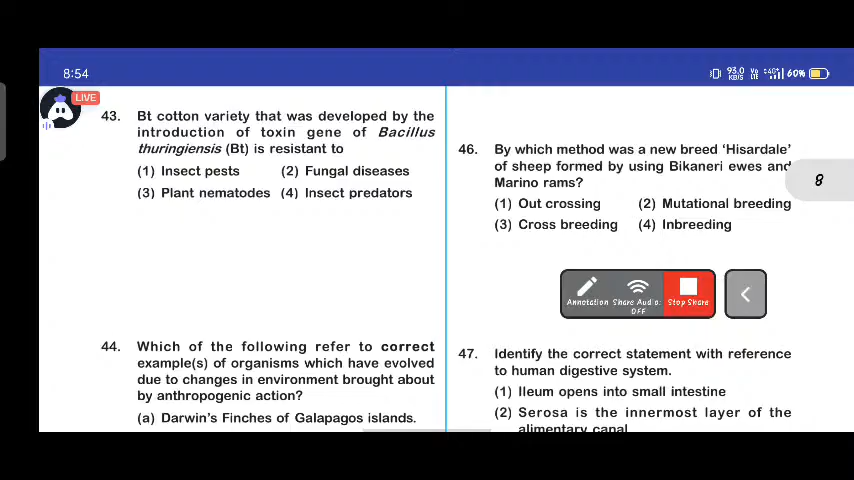 8:54
93.0
KB/S
Vo
LTE
4G+
60%
LIVE
43. Bt cotton variety that was developed by the
introduction of toxin gene of Bacillus
thuringiensis (Bt) is resistant to
(1) Insect pests (2) Fungal diseases
(3) Plant nematodes (4) Insect predators
44. Which of the following refer to correct
example(s) of organisms which have evolved
due to changes in environment brought about
by anthropogenic action?
(a) Darwin's Finches of Galapagos islands.
46. By which method was a new breed 'Hisardale'
of sheep formed by using Bikaneri ewes and
Marino rams?
(1) Out crossing (2) Mutational breeding
(3) Cross breeding (4) Inbreeding
8
Annotation Share Audio: Stop Share
OFF
47. Identify the correct statement with reference
to human digestive system.
(1) Ileum opens into small intestine
(2) Serosa is the innermost layer of the
alimentary canal